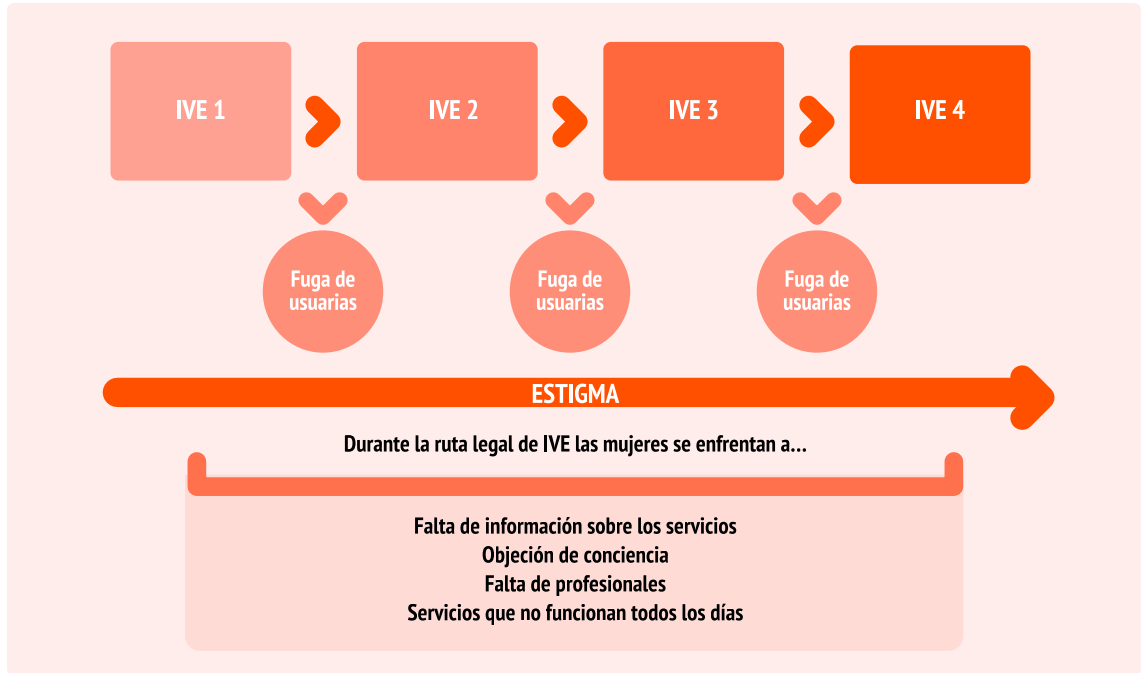 IVE 1
IVE 2
IVE 3
IVE 4
Fuga de
usuarias
Fuga de
usuarias
Fuga de
usuarias
ESTIGMA
Durante la ruta legal de IVE las mujeres se enfrentan a...
Falta de información sobre los servicios
Objeción de conciencia
Falta de profesionales
Servicios que no funcionan todos los días